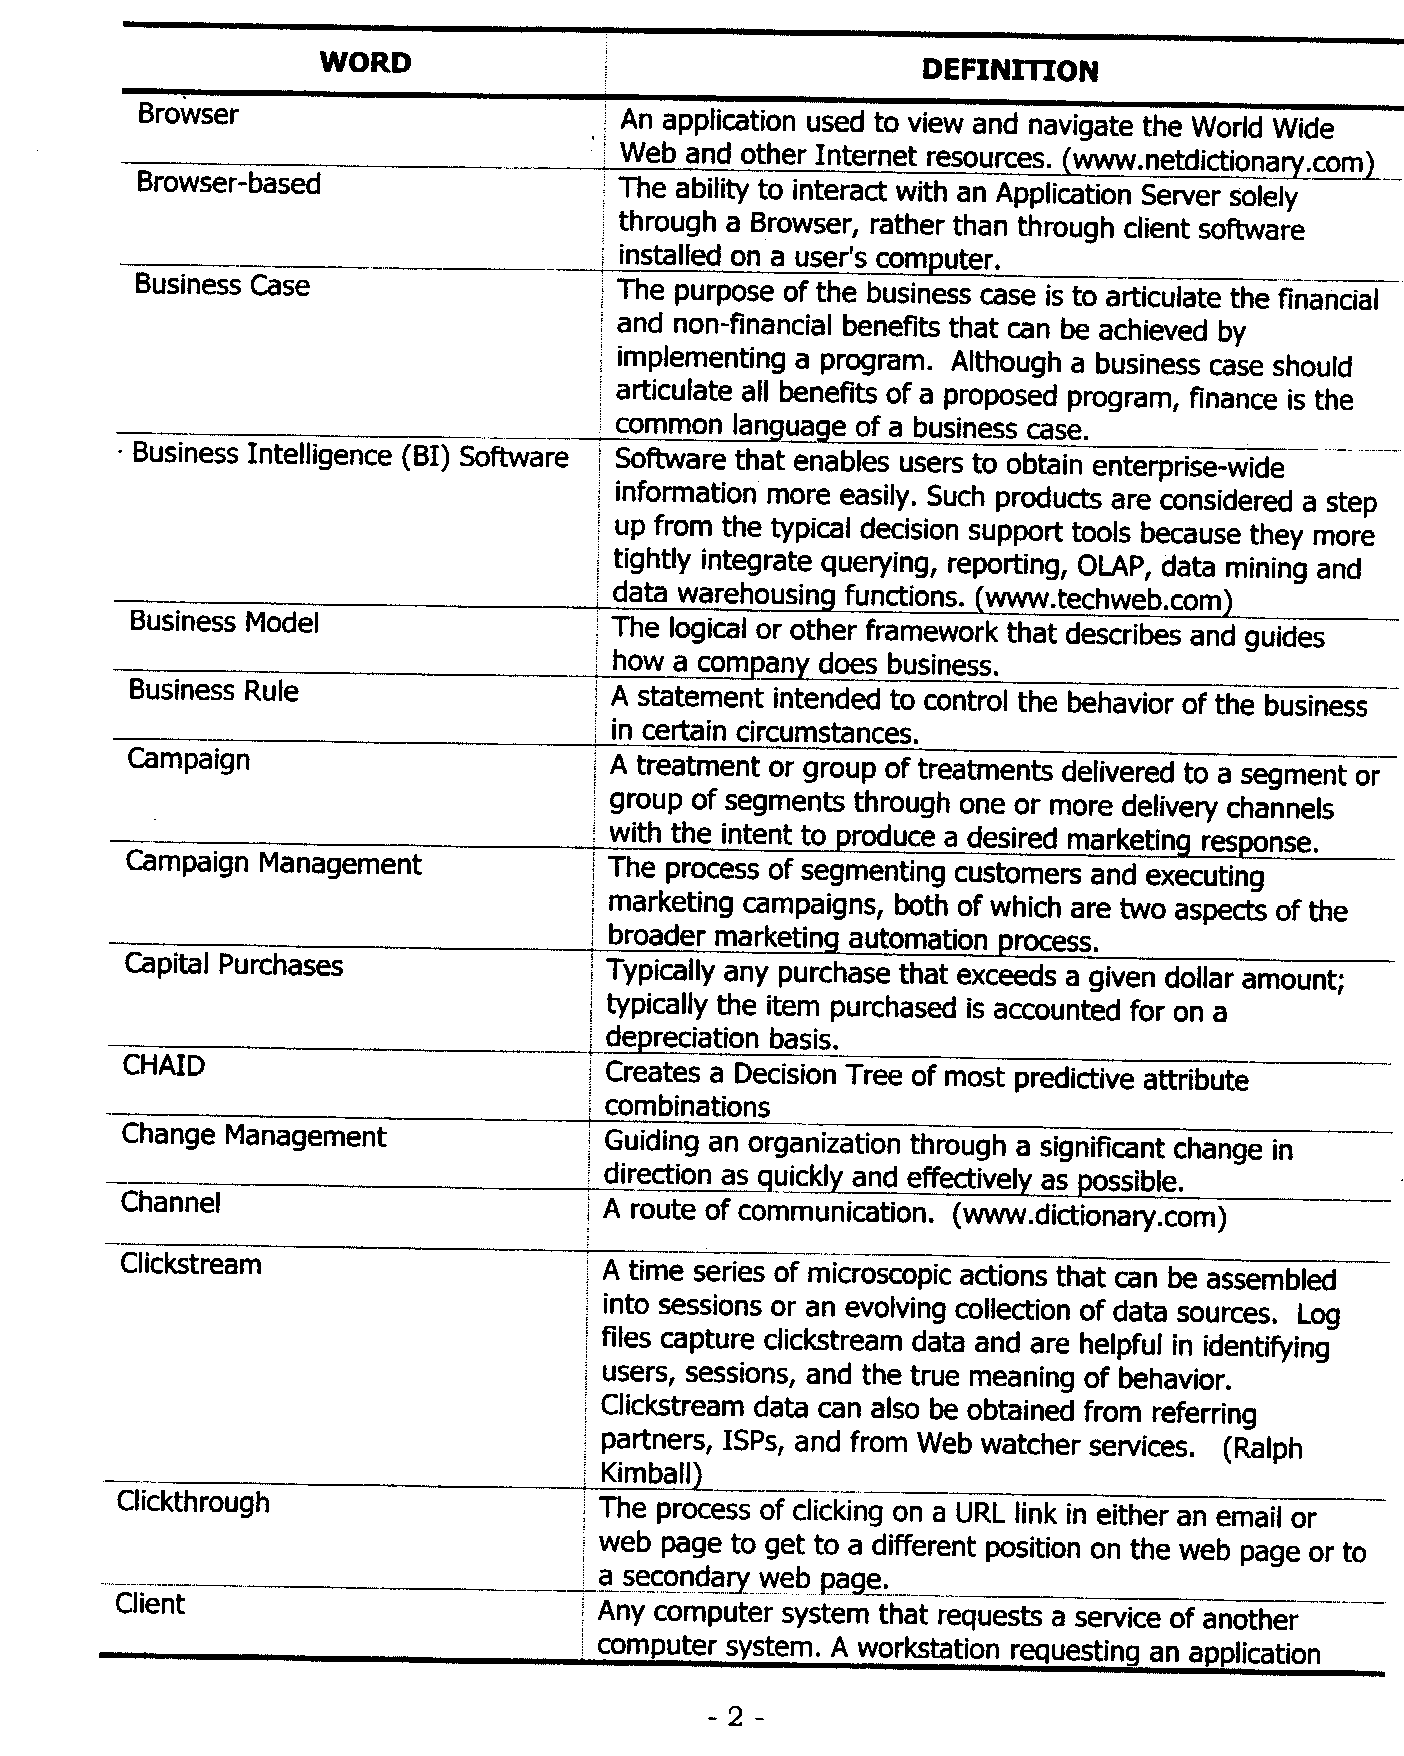 WORD DEFINITION
Browser An application used to view and navigate the World Wide
Web and other Internet resources. (www.netdictionary.com)
Browser-based The ability to interact with an Application Server solely
through a Browser, rather than through client software
installed on a user's computer.
Business Case The purpose of the business case is to articulate the financial
and non-financial benefits that can be achieved by
implementing a program. Although a business case should
articulate all benefits of a proposed program, finance is the
common language of a business case.
Business Intelligence (BI) Software Software that enables users to obtain enterprise-wide
information more easily. Such products are considered a step
up from the typical decision support tools because they more
tightly integrate querying, reporting, OLAP, data mining and
data warehousing functions. (www.techweb.com)
Business Model The logical or other framework that describes and guides
how a company does business.
Business Rule A statement intended to control the behavior of the business
in certain circumstances.
Campaign A treatment or group of treatments delivered to a segment or
group of segments through one or more delivery channels
with the intent to produce a desired marketing response.
Campaign Management The process of segmenting customers and executing
marketing campaigns, both of which are two aspects of the
broader marketing automation process.
Capital Purchases Typically any purchase that exceeds a given dollar amount;
typically the item purchased is accounted for on a
depreciation basis.
CHAID Creates a Decision Tree of most predictive attribute
combinations
Change Management Guiding an organization through a significant change in
direction as quickly and effectively as possible.
Channel A route of communication. (www.dictionary.com)
Clickstream A time series of microscopic actions that can be assembled
into sessions or an evolving collection of data sources. Log
files capture clickstream data and are helpful in identifying
users, sessions, and the true meaning of behavior.
Clickstream data can also be obtained from referring
partners, ISPs, and from Web watcher services. (Ralph
Kimball)
Clickthrough The process of clicking on a URL link in either an email or
web page to get to a different position on the web page or to
a secondary web page.
Client Any computer system that requests a service of another
computer system. A workstation requesting an application
- 2 -